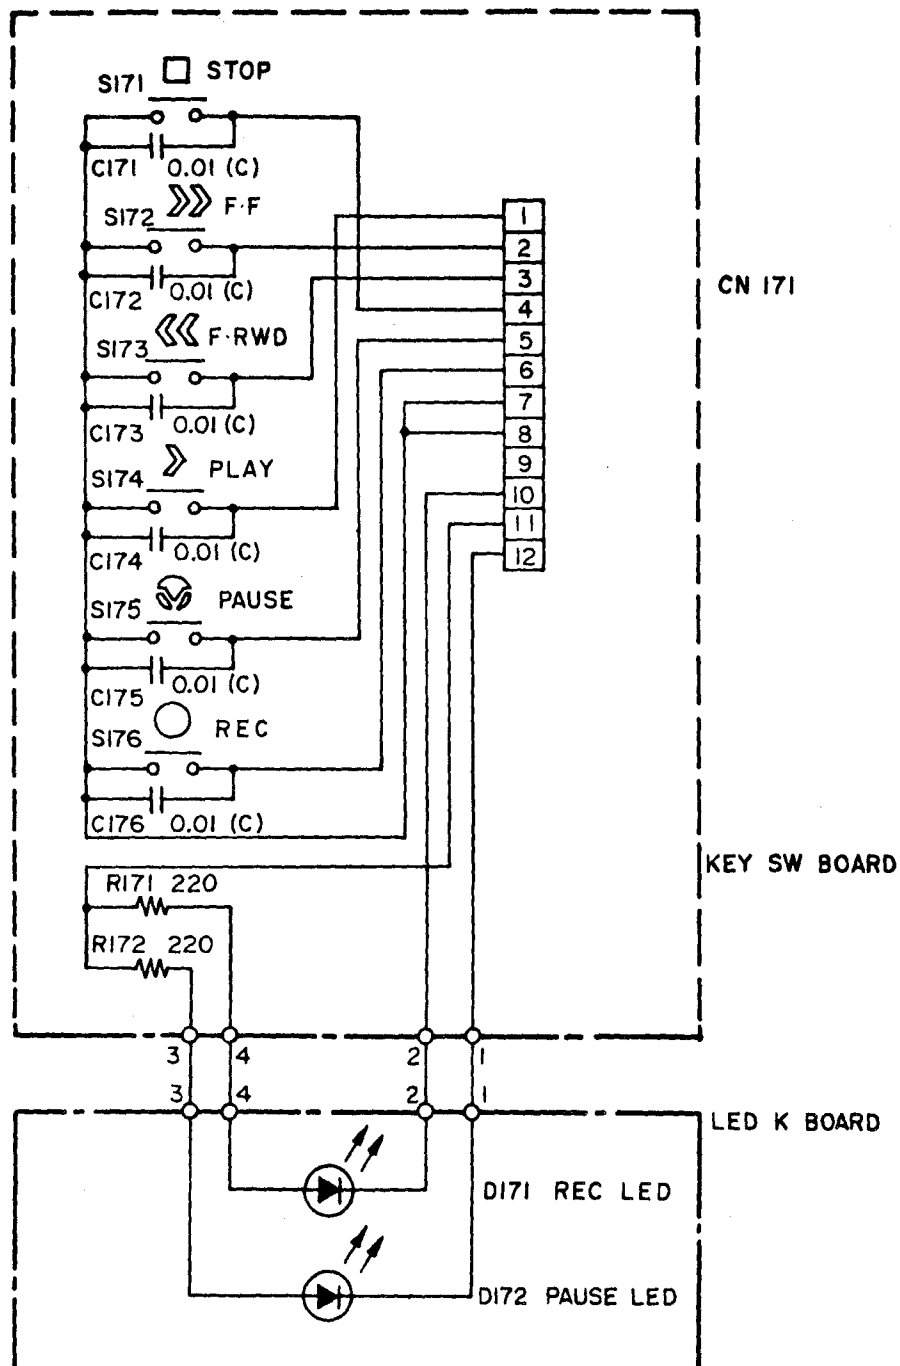 S171 STOP
C171 0.01 (C)
S172 F·F
C172 0.01 (C)
S173 F·RWD
C173 0.01 (C)
S174 PLAY
C174 0.01 (C)
S175 PAUSE
C175 0.01 (C)
S176 REC
C176 0.01 (C)
1
2
3
4
5
6
7
8
9
10
11
12
CN 171
KEY SW BOARD
R171 220
R172 220
3 4 2 1
3 4 2 1
LED K BOARD
D171 REC LED
D172 PAUSE LED